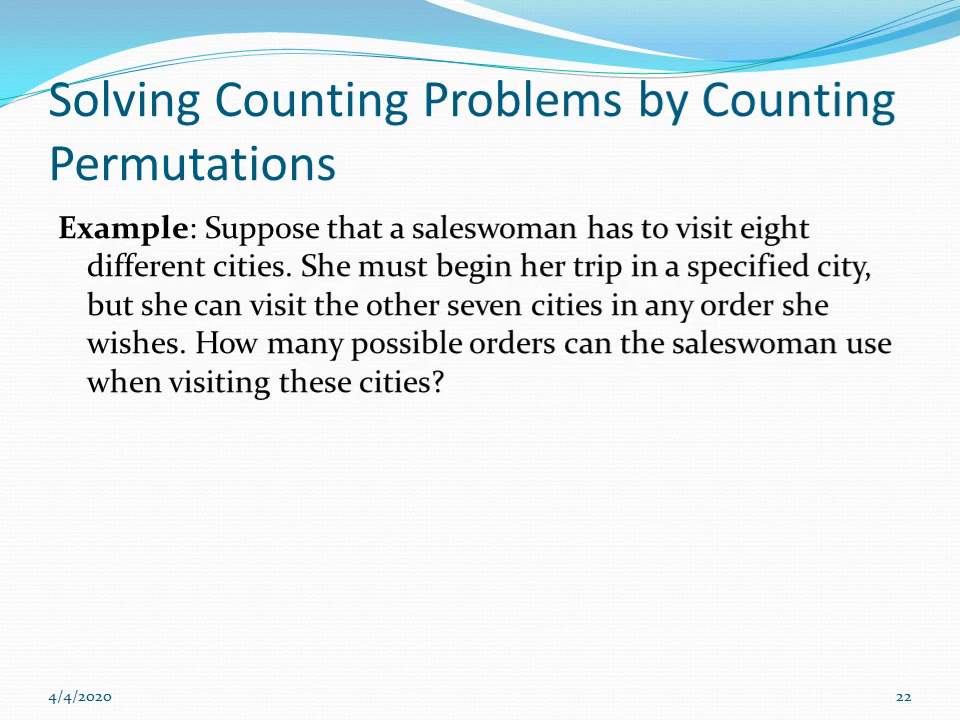 Solving Counting Problems by Counting
Permutations
Example: Suppose that a saleswoman has to visit eight
different cities. She must begin her trip in a specified city,
but she can visit the other seven cities in any order she
wishes. How many possible orders can the saleswoman use
when visiting these cities?
4/4/2020
22